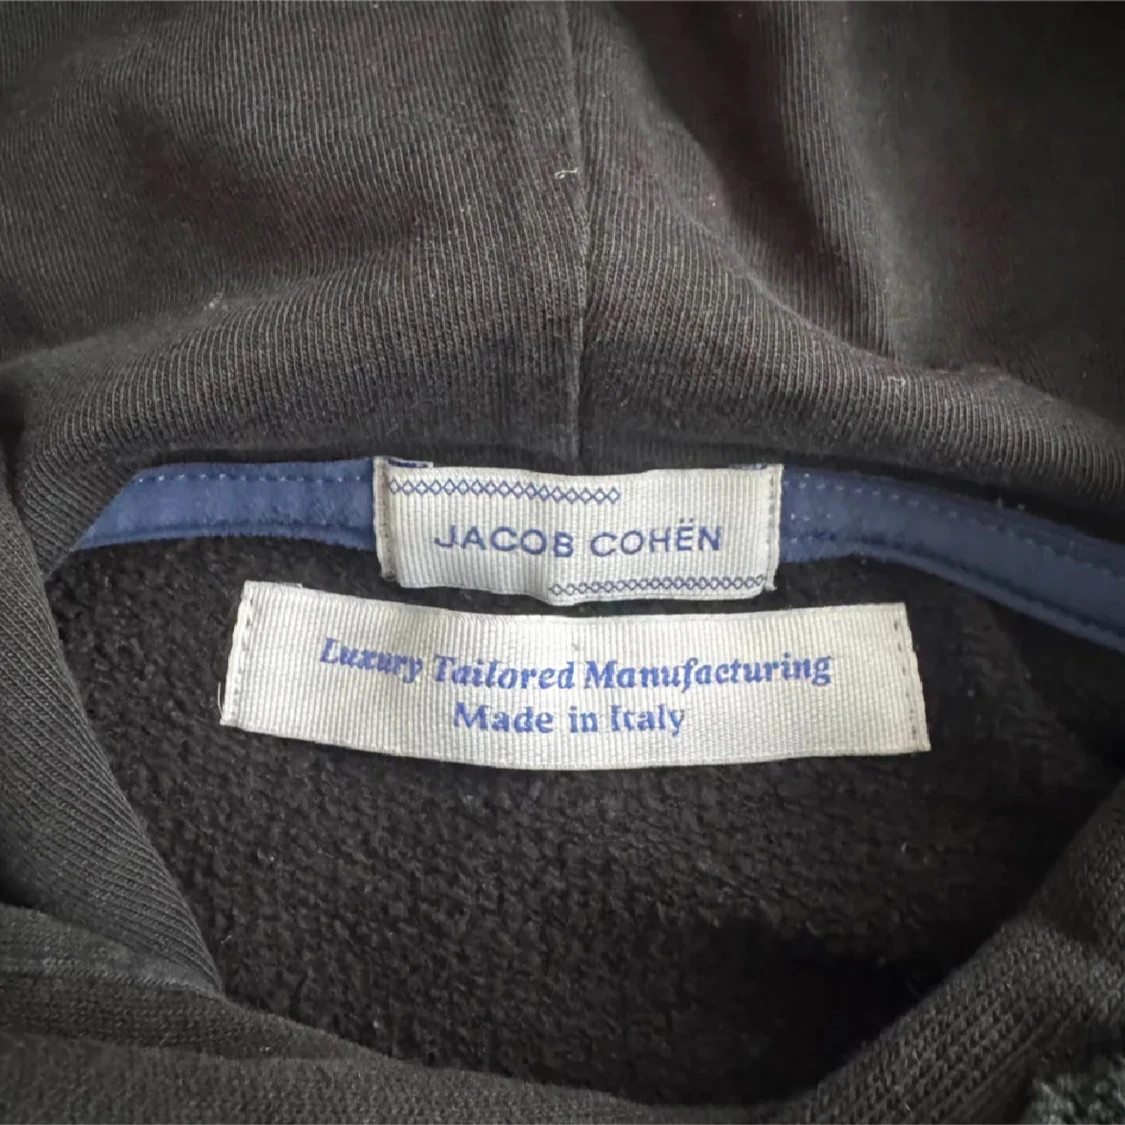 JACOB COHËN
Luxury Tailored Manufacturing
Made in Italy